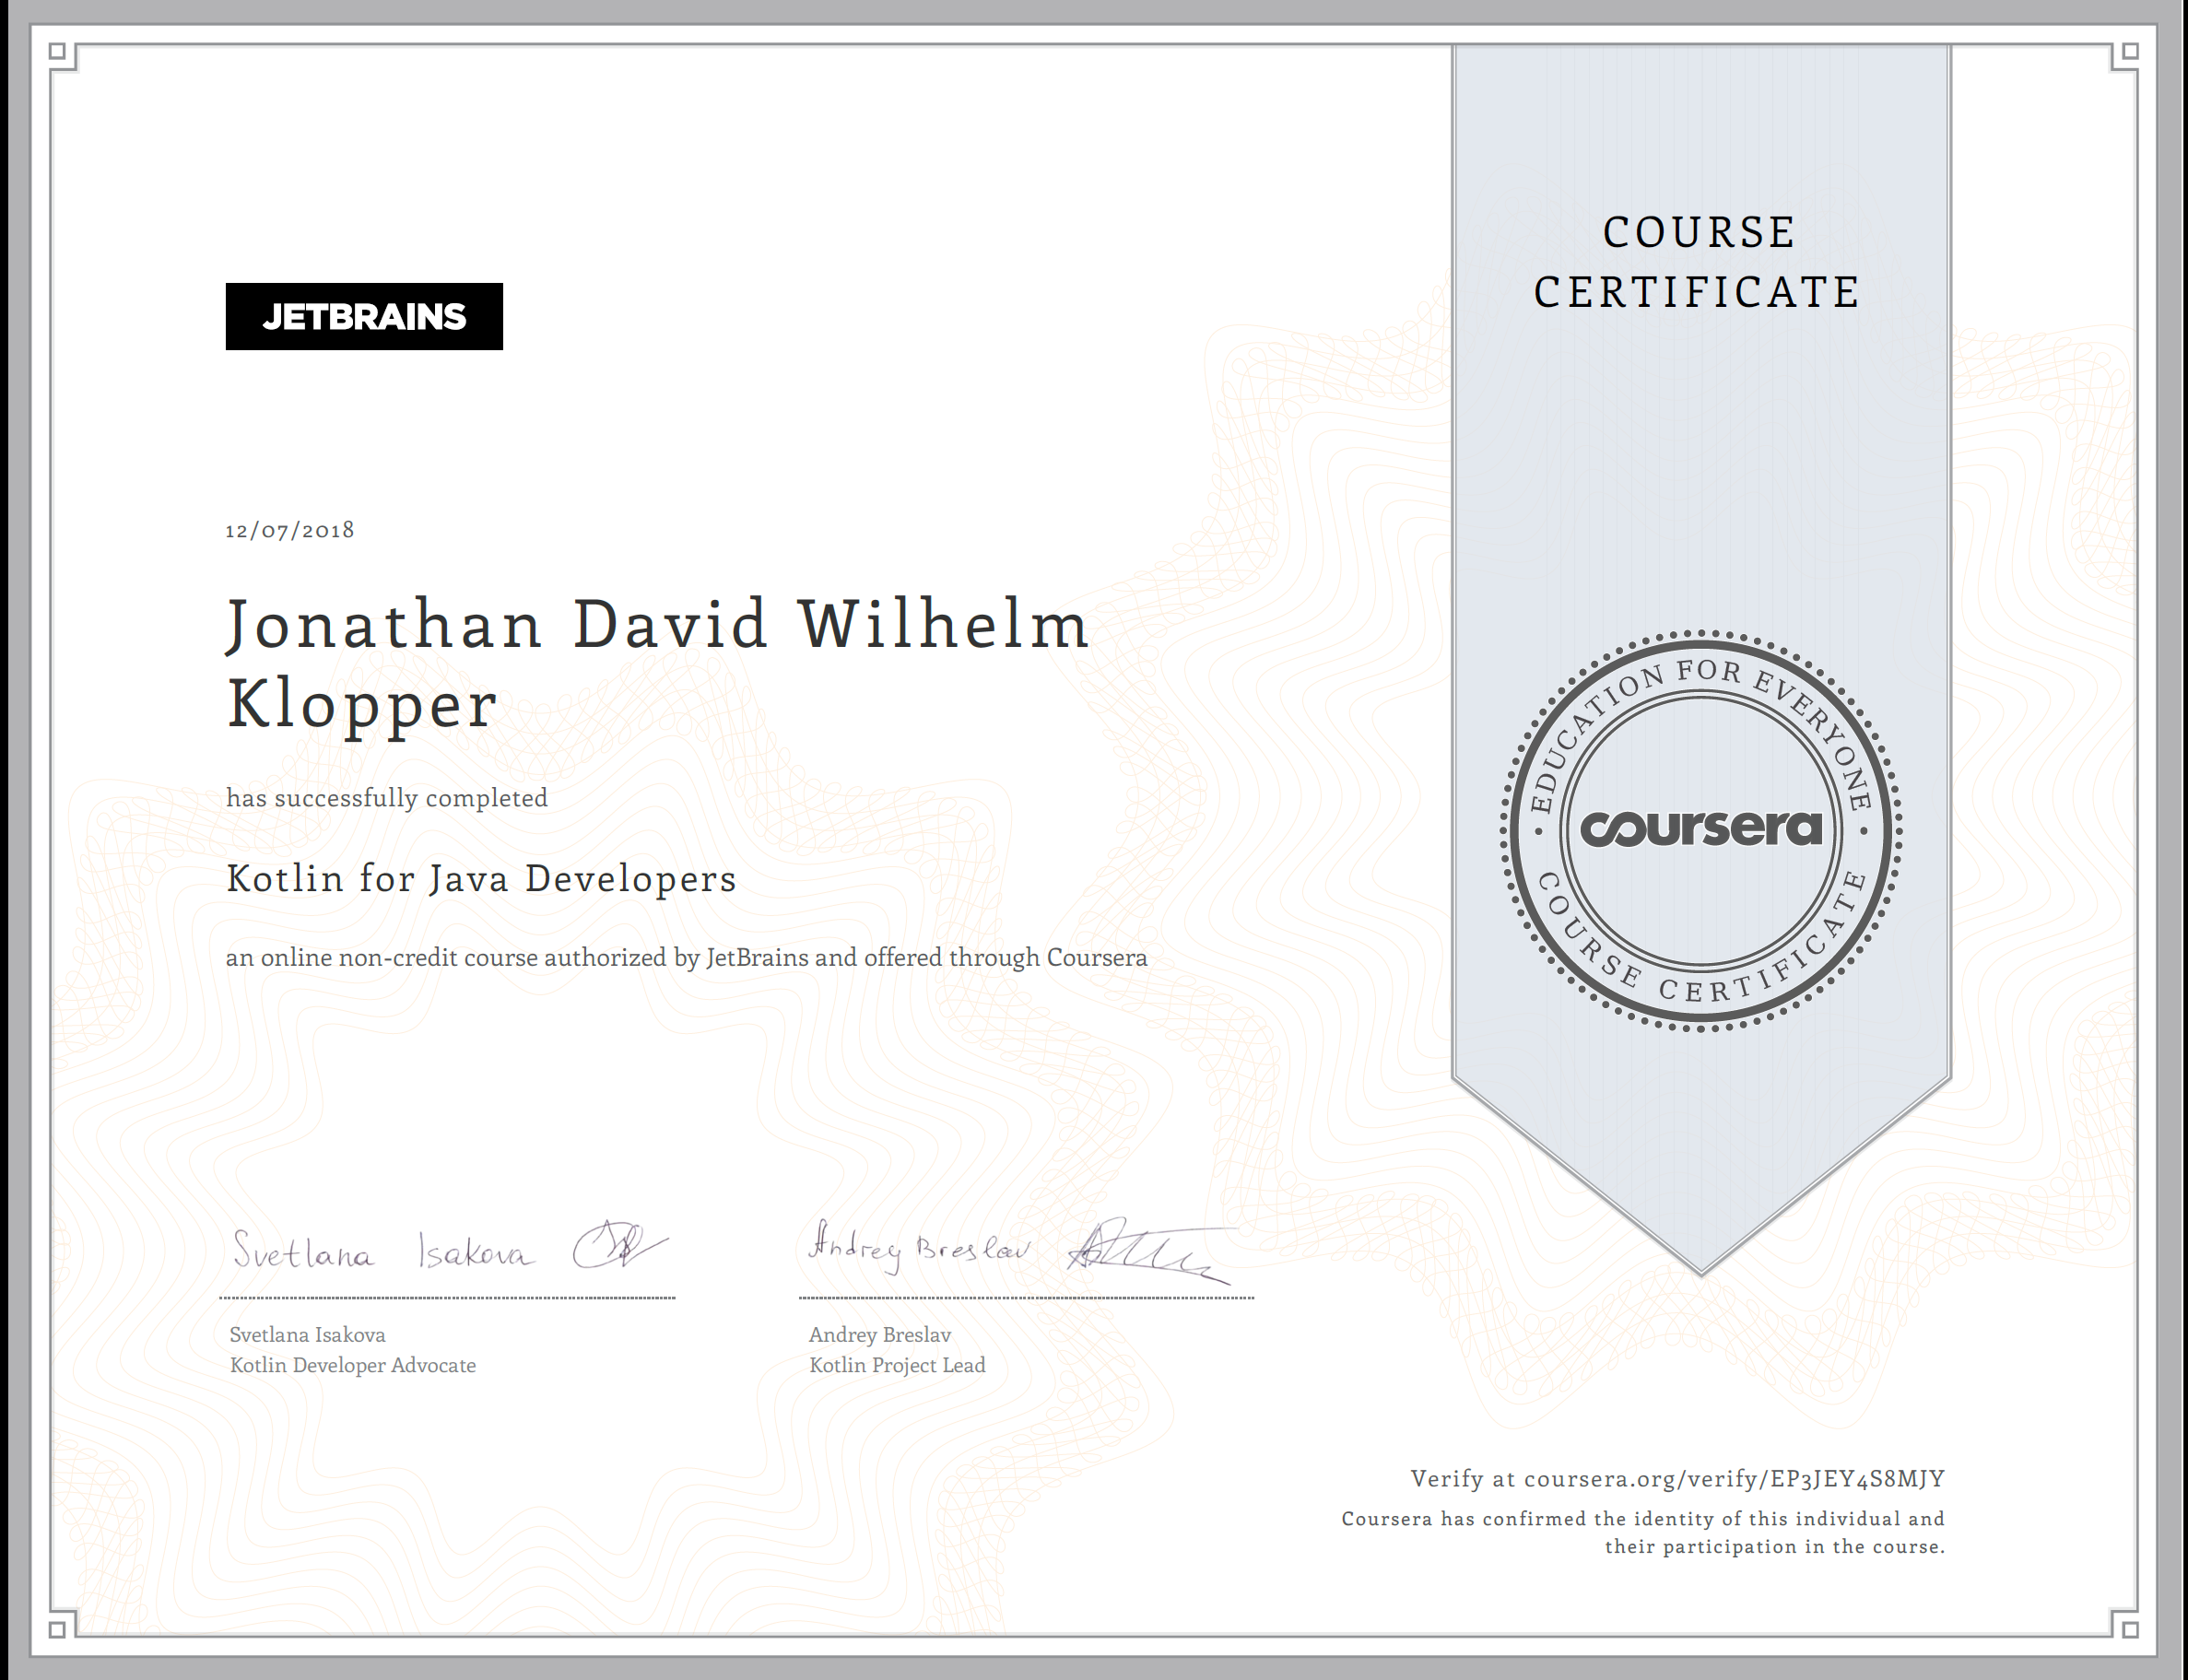 JETBRAINS
12/07/2018
Jonathan David Wilhelm
Klopper
has successfully completed
Kotlin for Java Developers
an online non-credit course authorized by JetBrains and offered through Coursera
Svetlana Isakova
Svetlana Isakova
Kotlin Developer Advocate
Andrey Breslav
Andrey Breslav
Kotlin Project Lead
COURSE
CERTIFICATE
EDUCATION FOR EVERYONE
coursera
COURSE CERTIFICATE
Verify at coursera.org/verify/EP3JEY4S8MJY
Coursera has confirmed the identity of this individual and
their participation in the course.